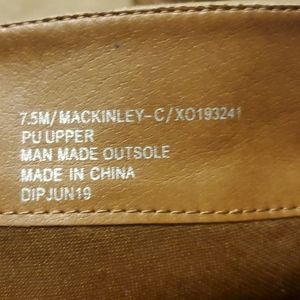 7.5M/MACKINLEY-C/XO193241
PU UPPER
MAN MADE OUTSOLE
MADE IN CHINA
DIPJUN19